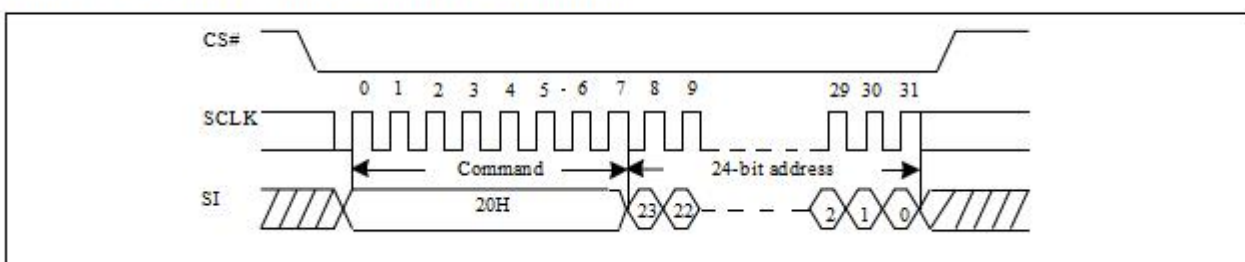 CS#
0 1 2 3 4 5 - 6 7 8 9 29 30 31
SCLK
Command 24-bit address
SI 20H 23 22 2 1 0